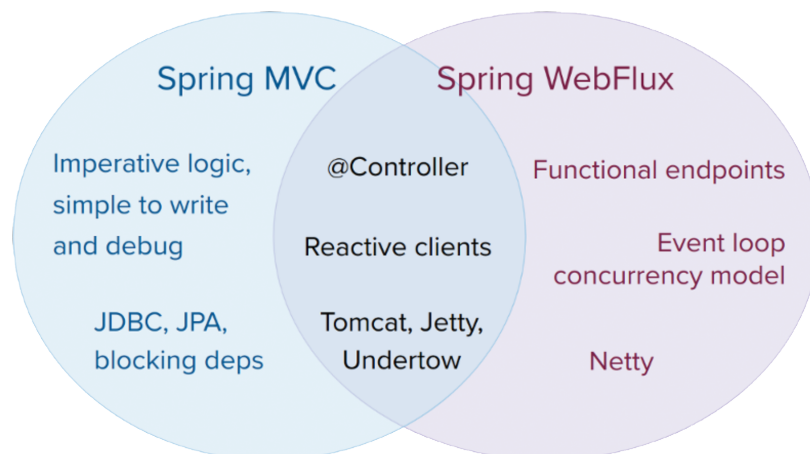 Spring MVC
Spring WebFlux
Imperative logic,
simple to write
and debug
JDBC, JPA,
blocking deps
@Controller
Reactive clients
Tomcat, Jetty,
Undertow
Functional endpoints
Event loop
concurrency model
Netty